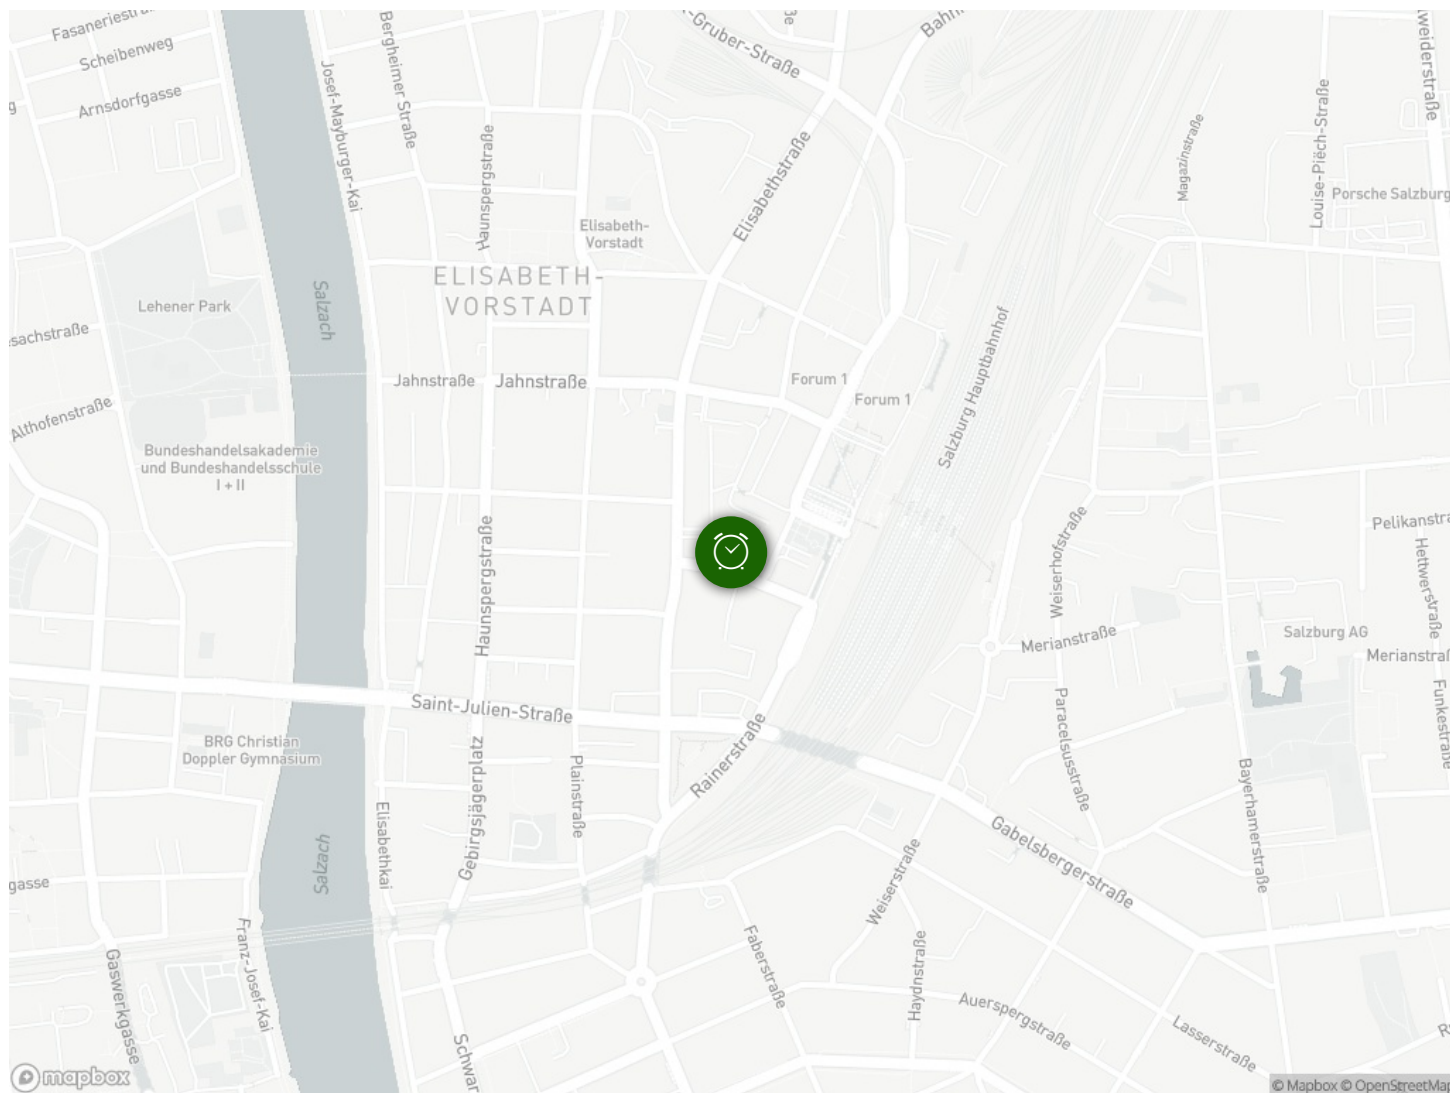 Fasaneriestra
Scheibenweg
Arnsdorfgasse
g
Bergheimer Straße
Josef-Mayburger-Kai
Haunspergstraße
-Gruber-Straße
Bahn
Elisabethstraße
Elisabeth-
Vorstadt
ELISABETH-
VORSTADT
Magazinstraße
Louise-Piëch-Straße
weiderstraße
Porsche Salzburg
Salzach
Lehener Park
sachstraße
Althofenstraße
Jahnstraße
Jahnstraße
Forum 1
Forum 1
Salzburg Hauptbahnhof
Bundeshandelsakademie
und Bundeshandelsschule
I + II
Haunspergstraße
Weiserhofstraße
Pelikanstra
Hettwerstraße
Merianstraße
Salzburg AG
Merianstraß
Funkestraße
Saint-Julien-Straße
BRG Christian
Doppler Gymnasium
Rainerstraße
Paracelsusstraße
Plainstraße
Gebirgsjägerplatz
Elisabethkai
Salzach
Bayerhamerstraße
Gabelsbergerstraße
Weiserstraße
gasse
Franz-Josef-Kai
Gaswerkgasse
Faberstraße
Haydnstraße
Auerspergstraße
Lasserstraße
Schwar
mapbox
© Mapbox © OpenStreetMap